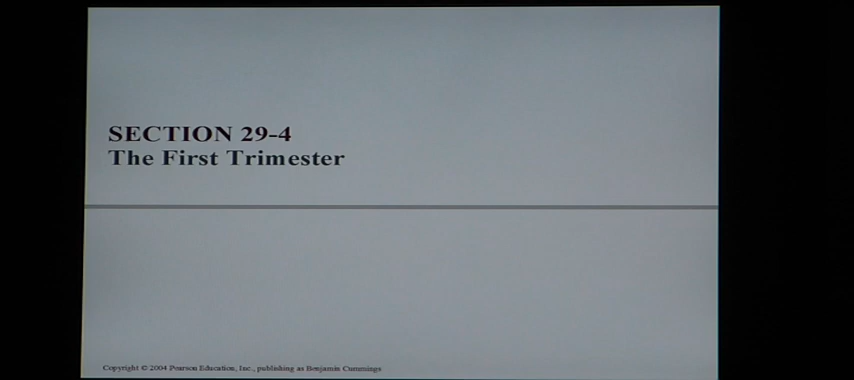 SECTION 29-4
The First Trimester
Copyright © 2004 Pearson Education, Inc., publishing as Benjamin Cummings